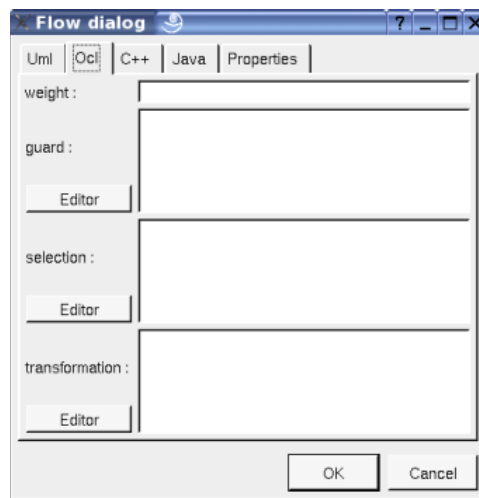 Flow dialog
?
Uml Ocl C++ Java Properties
weight :
guard :
Editor
selection :
Editor
transformation :
Editor
OK Cancel